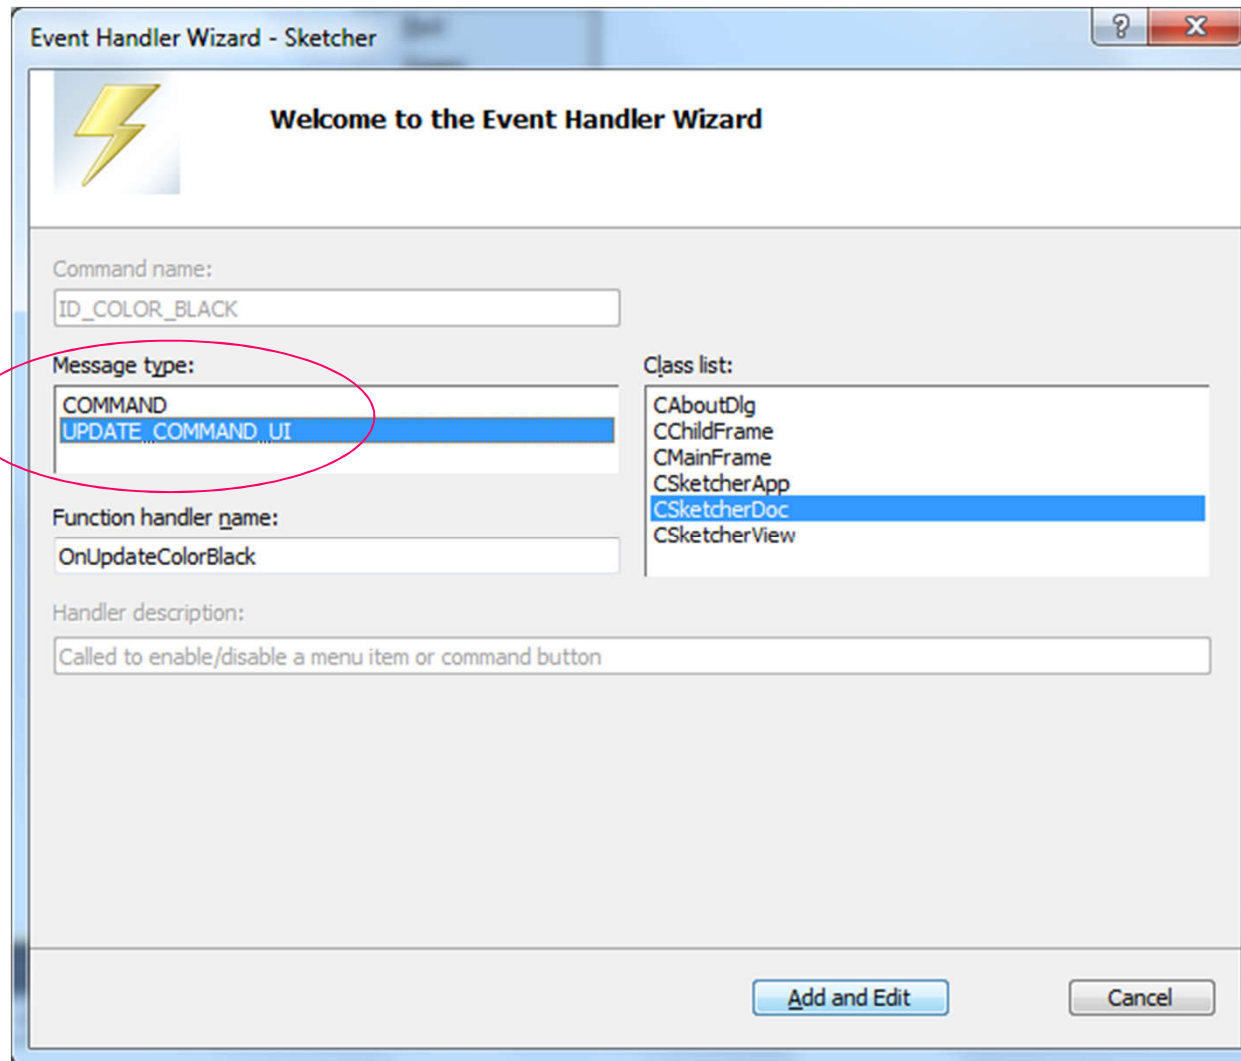 Event Handler Wizard - Sketcher
Welcome to the Event Handler Wizard
Command name:
ID_COLOR_BLACK
Message type:
COMMAND
UPDATE_COMMAND_UI
Function handler name:
OnUpdateColorBlack
Class list:
CAboutDlg
CChildFrame
CMainFrame
CSketcherApp
CSketcherDoc
CSketcherView
Handler description:
Called to enable/disable a menu item or command button
Add and Edit
Cancel